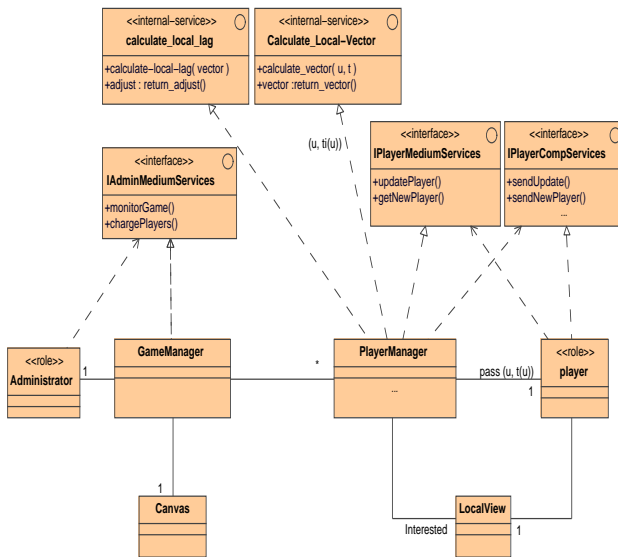 <<internal-service>>
calculate_local_lag
+calculate-local-lag( vector )
+adjust : return_adjust()
<<internal-service>>
Calculate_Local-Vector
+calculate_vector( u, t )
+vector :return_vector()
(u, ti(u))
<<interface>>
IPlayerMediumServices
+updatePlayer()
+getNewPlayer()
<<interface>>
IPlayerCompServices
+sendUpdate()
+sendNewPlayer()
...
<<interface>>
IAdminMediumServices
+monitorGame()
+chargePlayers()
<<role>>
Administrator
1
GameManager
*
PlayerManager
...
pass (u, t(u))
1
<<role>>
player
1
Canvas
Interested
LocalView
1